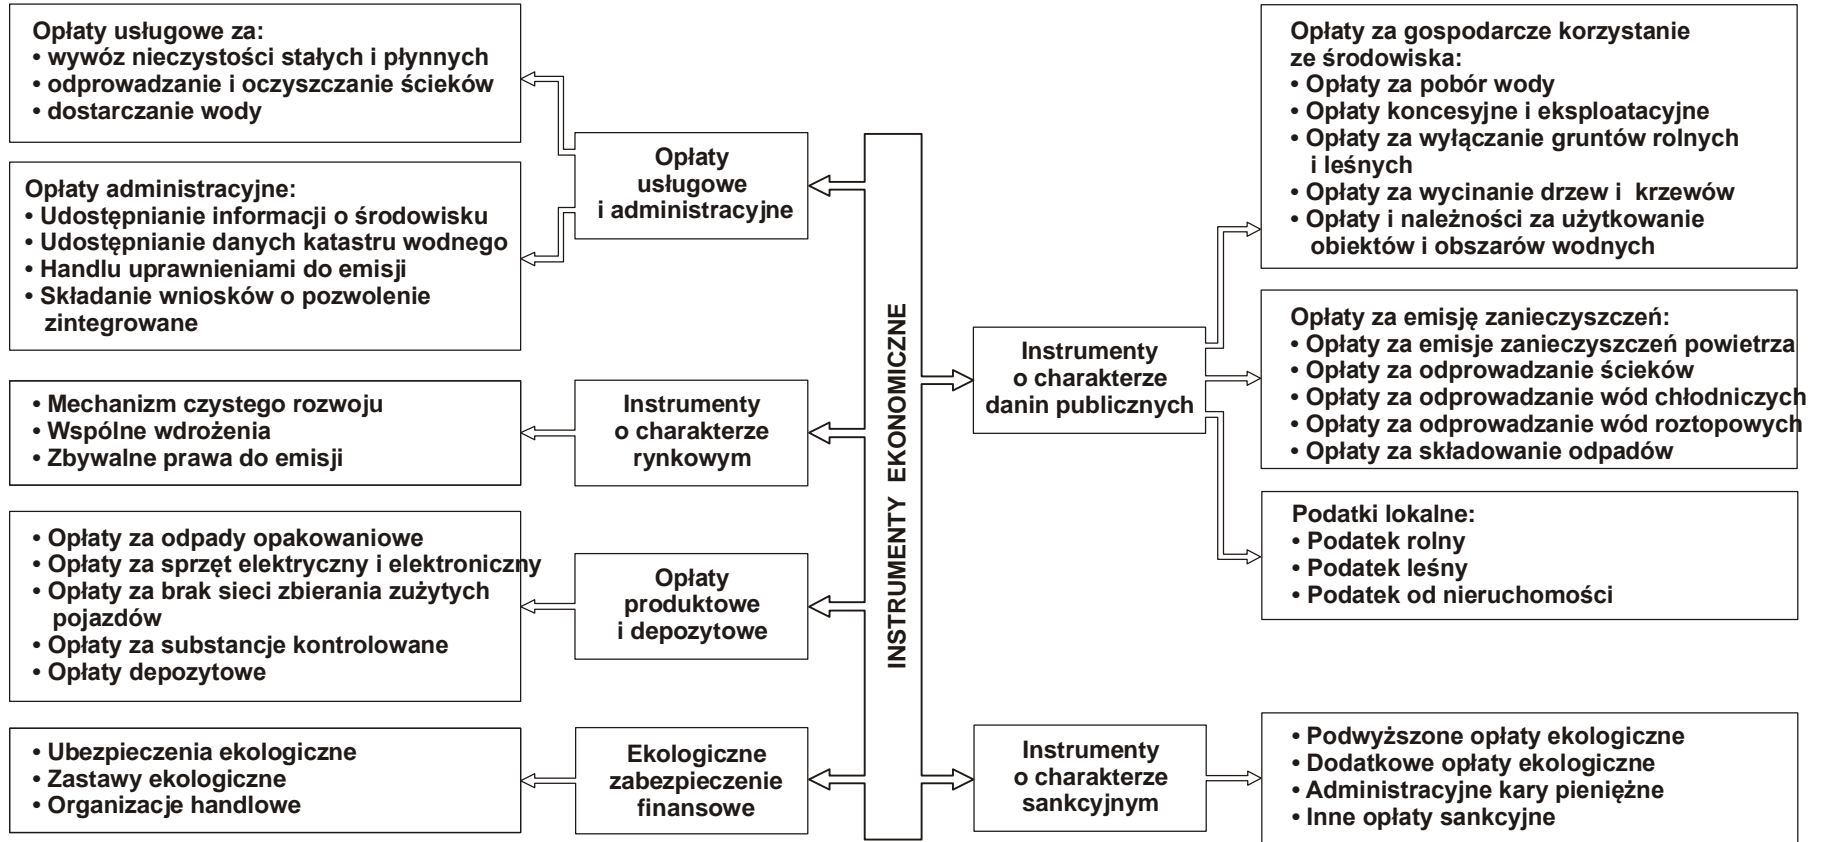 Opłaty usługowe za:
• wywóz nieczystości stałych i płynnych
• odprowadzanie i oczyszczanie ścieków
• dostarczanie wody
Opłaty administracyjne:
• Udostępnianie informacji o środowisku
• Udostępnianie danych katastru wodnego
• Handlu uprawnieniami do emisji
• Składanie wniosków o pozwolenie
zintegrowane
Opłaty
usługowe
i administracyjne
• Mechanizm czystego rozwoju
• Wspólne wdrożenia
• Zbywalne prawa do emisji
Instrumenty
o charakterze
rynkowym
• Opłaty za odpady opakowaniowe
• Opłaty za sprzęt elektryczny i elektroniczny
• Opłaty za brak sieci zbierania zużytych
pojazdów
• Opłaty za substancje kontrolowane
• Opłaty depozytowe
Opłaty
produktowe
i depozytowe
• Ubezpieczenia ekologiczne
• Zastawy ekologiczne
• Organizacje handlowe
Ekologiczne
zabezpieczenie
finansowe
INSTRUMENTY EKONOMICZNE
Instrumenty
o charakterze
danin publicznych
Opłaty za gospodarcze korzystanie
ze środowiska:
• Opłaty za pobór wody
• Opłaty koncesyjne i eksploatacyjne
• Opłaty za wyłączanie gruntów rolnych
i leśnych
• Opłaty za wycinanie drzew i krzewów
• Opłaty i należności za użytkowanie
obiektów i obszarów wodnych
Opłaty za emisję zanieczyszczeń:
• Opłaty za emisje zanieczyszczeń powietrza
• Opłaty za odprowadzanie ścieków
• Opłaty za odprowadzanie wód chłodniczych
• Opłaty za odprowadzanie wód roztopowych
• Opłaty za składowanie odpadów
Podatki lokalne:
• Podatek rolny
• Podatek leśny
• Podatek od nieruchomości
Instrumenty
o charakterze
sankcyjnym
• Podwyższone opłaty ekologiczne
• Dodatkowe opłaty ekologiczne
• Administracyjne kary pieniężne
• Inne opłaty sankcyjne